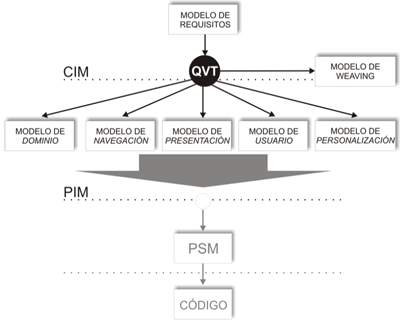 MODELO DE
REQUISITOS
QVT
CIM
MODELO DE
WEAVING
MODELO DE
DOMINIO
MODELO DE
NAVEGACIÓN
MODELO DE
PRESENTACIÓN
MODELO DE
USUARIO
MODELO DE
PERSONALIZACIÓN
PIM
PSM
CÓDIGO